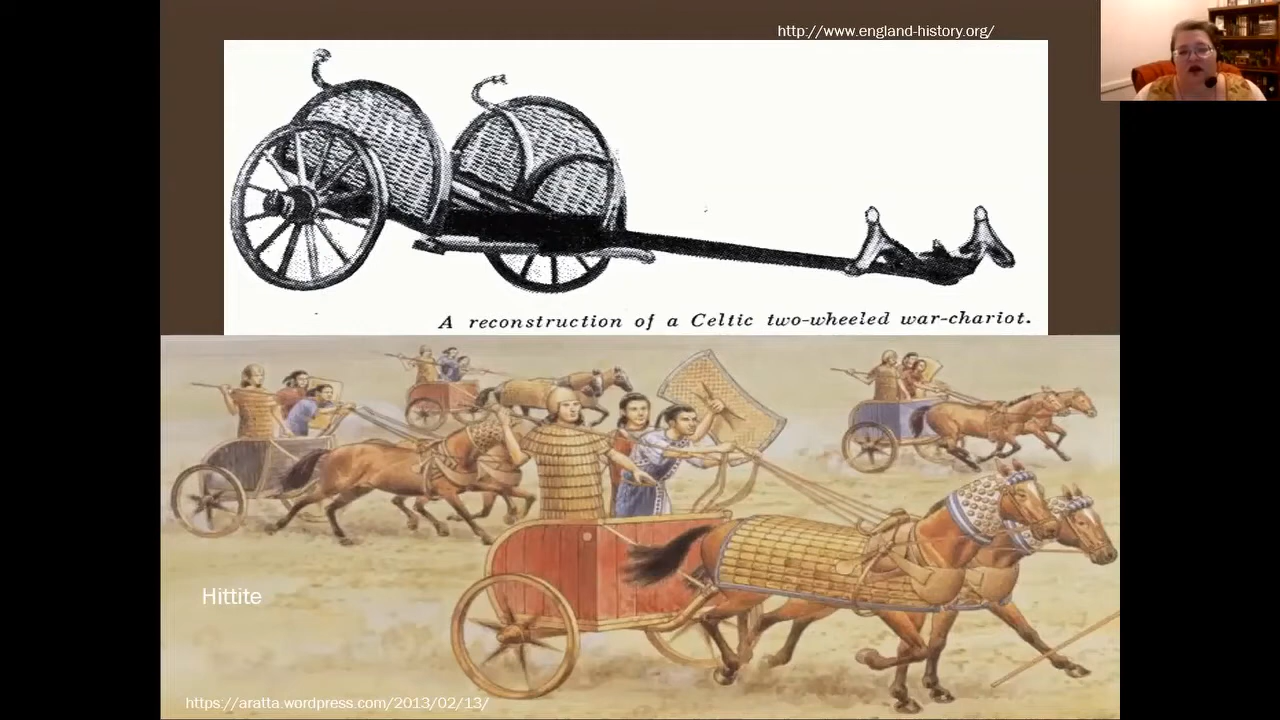 http://www.england-history.org/
A reconstruction of a Celtic two-wheeled war-chariot.
Hittite
https://aratta.wordpress.com/2013/02/13/